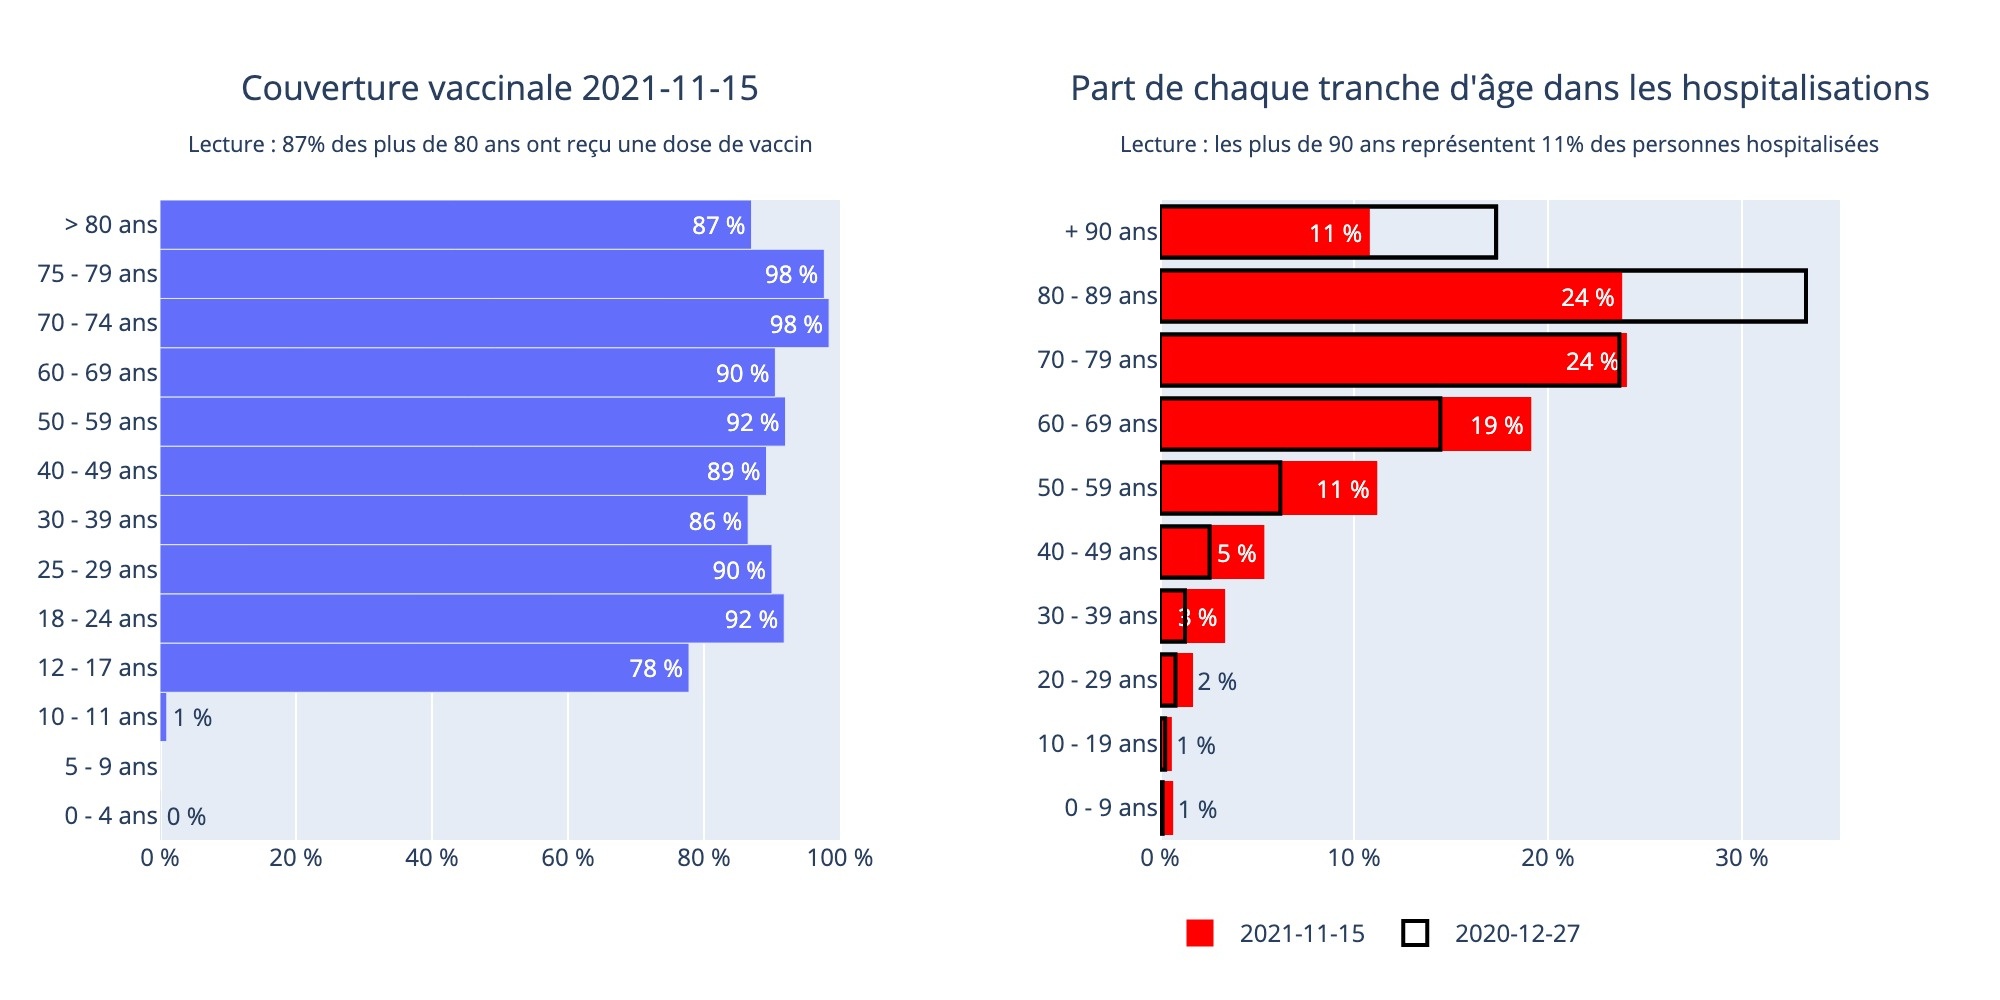 Couverture vaccinale 2021-11-15
Lecture : 87% des plus de 80 ans ont reçu une dose de vaccin
> 80 ans 87 %
75 - 79 ans 98 %
70 - 74 ans 98 %
60 - 69 ans 90 %
50 - 59 ans 92 %
40 - 49 ans 89 %
30 - 39 ans 86 %
25 - 29 ans 90 %
18 - 24 ans 92 %
12 - 17 ans 78 %
10 - 11 ans 1 %
5 - 9 ans
0 - 4 ans 0 %
0 % 20 % 40 % 60 % 80 % 100 %
Part de chaque tranche d'âge dans les hospitalisations
Lecture : les plus de 90 ans représentent 11% des personnes hospitalisées
+ 90 ans 11 %
80 - 89 ans 24 %
70 - 79 ans 24 %
60 - 69 ans 19 %
50 - 59 ans 11 %
40 - 49 ans 5 %
30 - 39 ans 3 %
20 - 29 ans 2 %
10 - 19 ans 1 %
0 - 9 ans 1 %
0 % 10 % 20 % 30 %
2021-11-15 2020-12-27